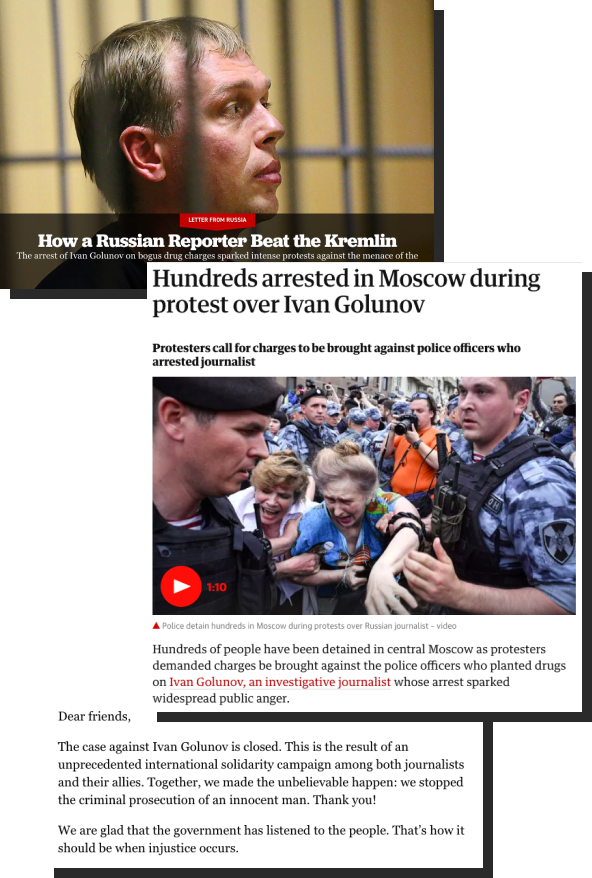 LETTER FROM RUSSIA
How a Russian Reporter Beat the Kremlin
The arrest of Ivan Golunov on bogus drug charges sparked intense protests against the menace of the
Hundreds arrested in Moscow during
protest over Ivan Golunov
Protesters call for charges to be brought against police officers who
arrested journalist
1:10
Police detain hundreds in Moscow during protests over Russian journalist – video
Hundreds of people have been detained in central Moscow as protesters
demanded charges be brought against the police officers who planted drugs
on Ivan Golunov, an investigative journalist whose arrest sparked
widespread public anger.
Dear friends,
The case against Ivan Golunov is closed. This is the result of an
unprecedented international solidarity campaign among both journalists
and their allies. Together, we made the unbelievable happen: we stopped
the criminal prosecution of an innocent man. Thank you!
We are glad that the government has listened to the people. That's how it
should be when injustice occurs.